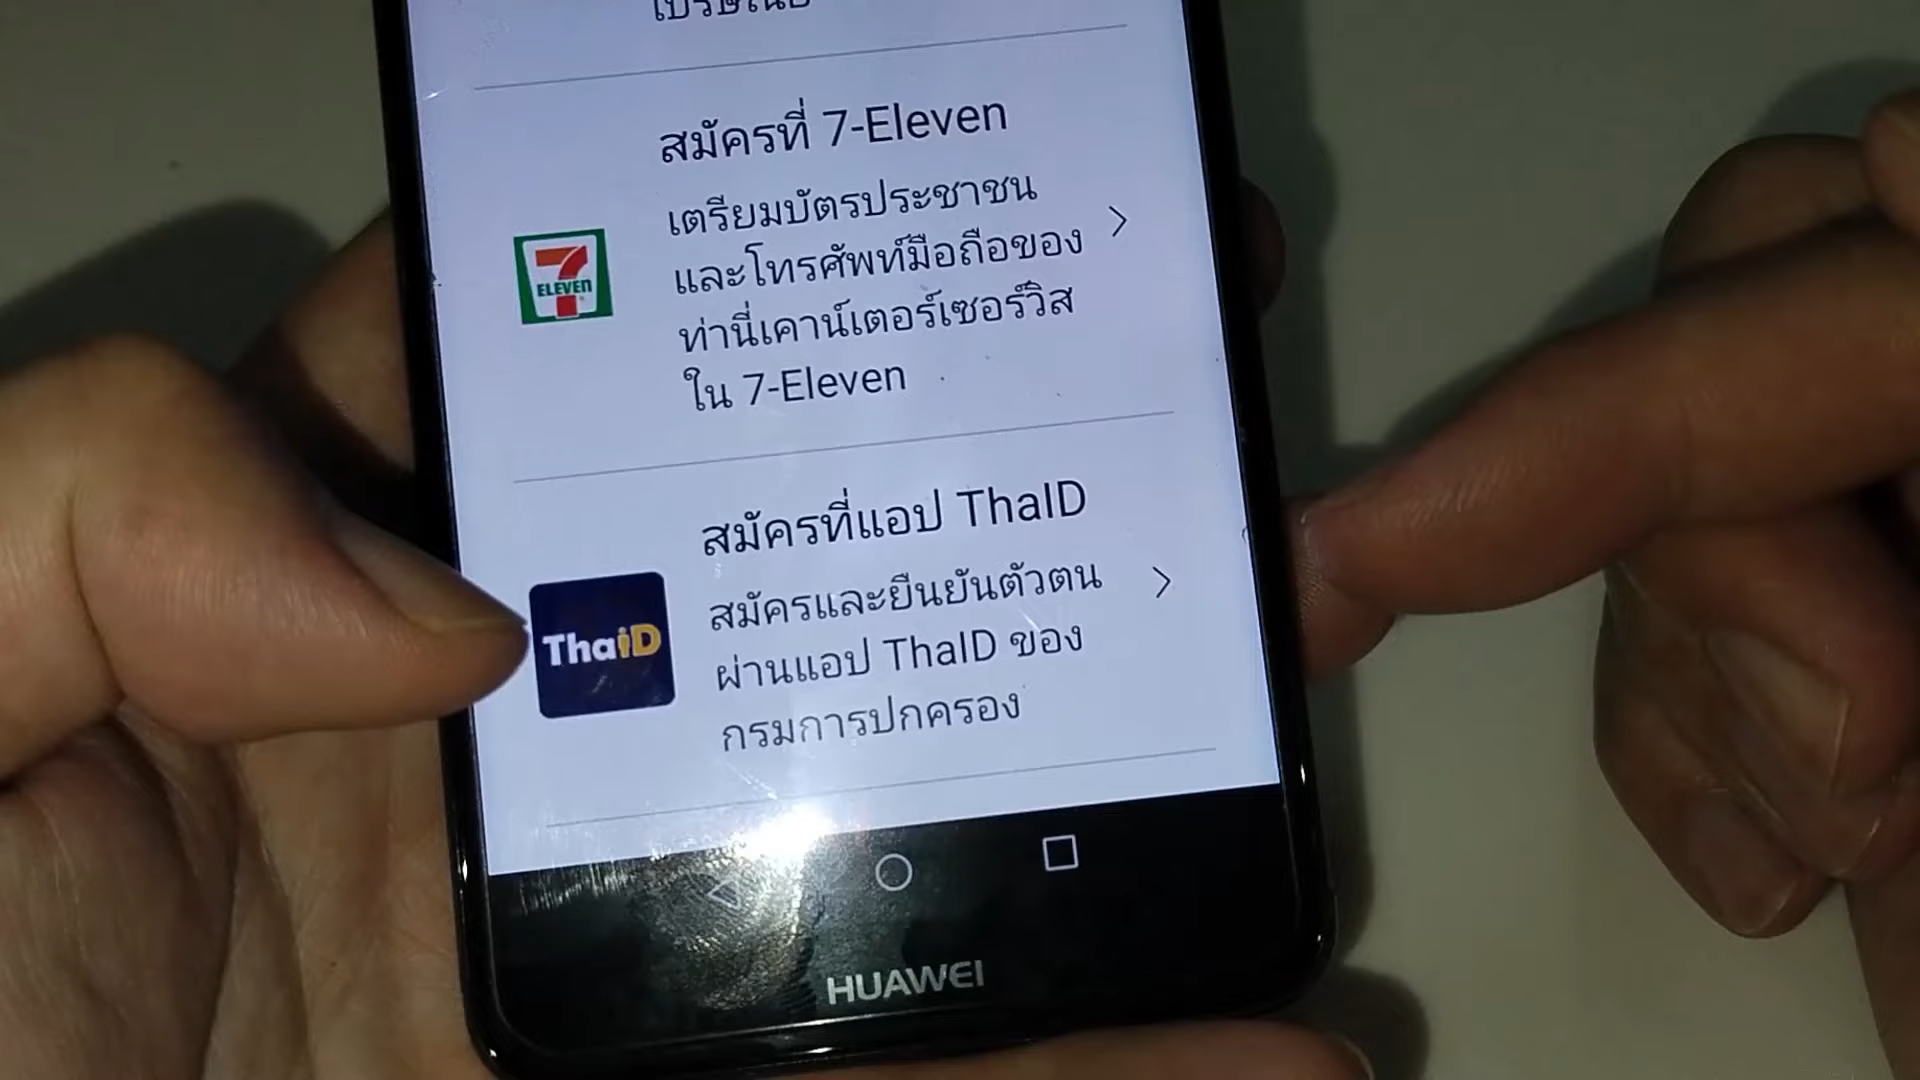 สมัครที่ 7-Eleven
เตรียมบัตรประชาชน
และโทรศัพท์มือถือของ
ท่านี่เคาน์เตอร์เซอร์วิส
ใน 7-Eleven
7
ELEVEN
สมัครที่แอป ThaID
สมัครและยืนยันตัวตน
ผ่านแอป ThaID ของ
กรมการปกครอง
ThaiD
HUAWEI